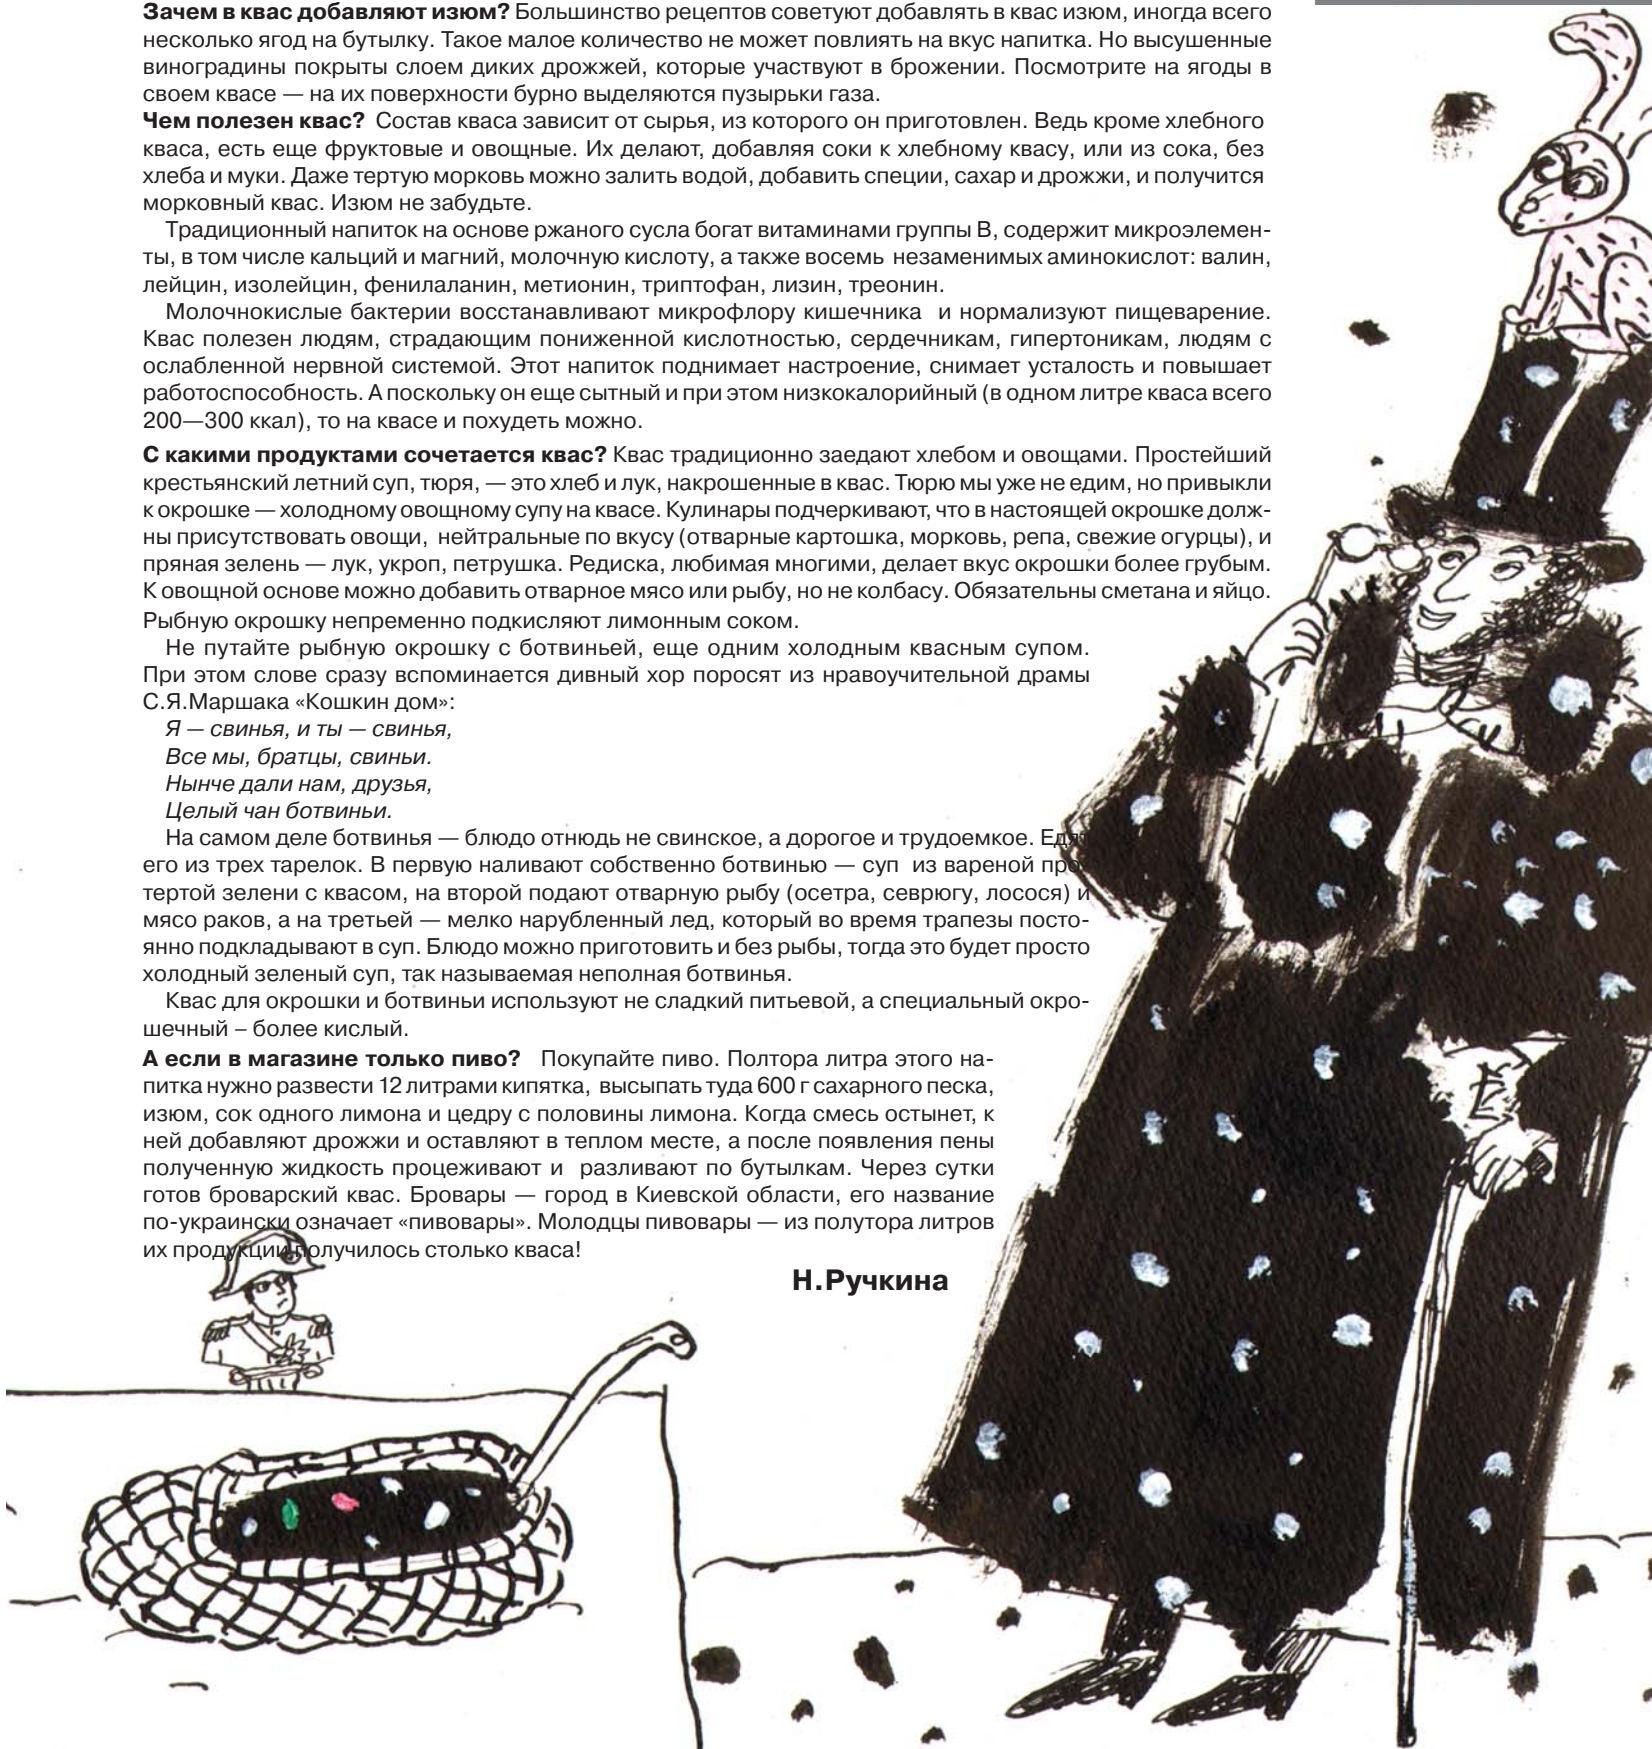 Зачем в квас добавляют изюм? Большинство рецептов советуют добавлять в квас изюм, иногда всего
несколько ягод на бутылку. Такое малое количество не может повлиять на вкус напитка. Но высушенные
виноградины покрыты слоем диких дрожжей, которые участвуют в брожении. Посмотрите на ягоды в
своем квасе — на их поверхности бурно выделяются пузырьки газа.
Чем полезен квас? Состав кваса зависит от сырья, из которого он приготовлен. Ведь кроме хлебного
кваса, есть еще фруктовые и овощные. Их делают, добавляя соки к хлебному квасу, или из сока, без
хлеба и муки. Даже тертую морковь можно залить водой, добавить специи, сахар и дрожжи, и получится
морковный квас. Изюм не забудьте.
Традиционный напиток на основе ржаного сусла богат витаминами группы В, содержит микроэлемен-
ты, в том числе кальций и магний, молочную кислоту, а также восемь незаменимых аминокислот: валин,
лейцин, изолейцин, фенилаланин, метионин, триптофан, лизин, треонин.
Молочнокислые бактерии восстанавливают микрофлору кишечника и нормализуют пищеварение.
Квас полезен людям, страдающим пониженной кислотностью, сердечникам, гипертоникам, людям с
ослабленной нервной системой. Этот напиток поднимает настроение, снимает усталость и повышает
работоспособность. А поскольку он еще сытный и при этом низкокалорийный (в одном литре кваса всего
200—300 ккал), то на квасе и похудеть можно.
С какими продуктами сочетается квас? Квас традиционно заедают хлебом и овощами. Простейший
крестьянский летний суп, тюря, — это хлеб и лук, накрошенные в квас. Тюрю мы уже не едим, но привыкли
к окрошке — холодному овощному супу на квасе. Кулинары подчеркивают, что в настоящей окрошке долж-
ны присутствовать овощи, нейтральные по вкусу (отварные картошка, морковь, репа, свежие огурцы), и
пряная зелень — лук, укроп, петрушка. Редиска, любимая многими, делает вкус окрошки более грубым.
К овощной основе можно добавить отварное мясо или рыбу, но не колбасу. Обязательны сметана и яйцо.
Рыбную окрошку непременно подкисляют лимонным соком.
Не путайте рыбную окрошку с ботвиньей, еще одним холодным квасным супом.
При этом слове сразу вспоминается дивный хор поросят из нравоучительной драмы
С.Я.Маршака «Кошкин дом»:
Я — свинья, и ты — свинья,
Все мы, братцы, свиньи.
Нынче дали нам, друзья,
Целый чан ботвиньи.
На самом деле ботвинья — блюдо отнюдь не свинское, а дорогое и трудоемкое. Едят
его из трех тарелок. В первую наливают собственно ботвинью — суп из вареной про-
тертой зелени с квасом, на второй подают отварную рыбу (осетра, севрюгу, лосося) и
мясо раков, а на третьей — мелко нарубленный лед, который во время трапезы посто-
янно подкладывают в суп. Блюдо можно приготовить и без рыбы, тогда это будет просто
холодный зеленый суп, так называемая неполная ботвинья.
Квас для окрошки и ботвиньи используют не сладкий питьевой, а специальный окро-
шечный – более кислый.
А если в магазине только пиво? Покупайте пиво. Полтора литра этого на-
питка нужно развести 12 литрами кипятка, высыпать туда 600 г сахарного песка,
изюм, сок одного лимона и цедру с половины лимона. Когда смесь остынет, к
ней добавляют дрожжи и оставляют в теплом месте, а после появления пены
полученную жидкость процеживают и разливают по бутылкам. Через сутки
готов броварский квас. Бровары — город в Киевской области, его название
по-украински означает «пивовары». Молодцы пивовары — из полутора литров
их продукции получилось столько кваса!
Н.Ручкина